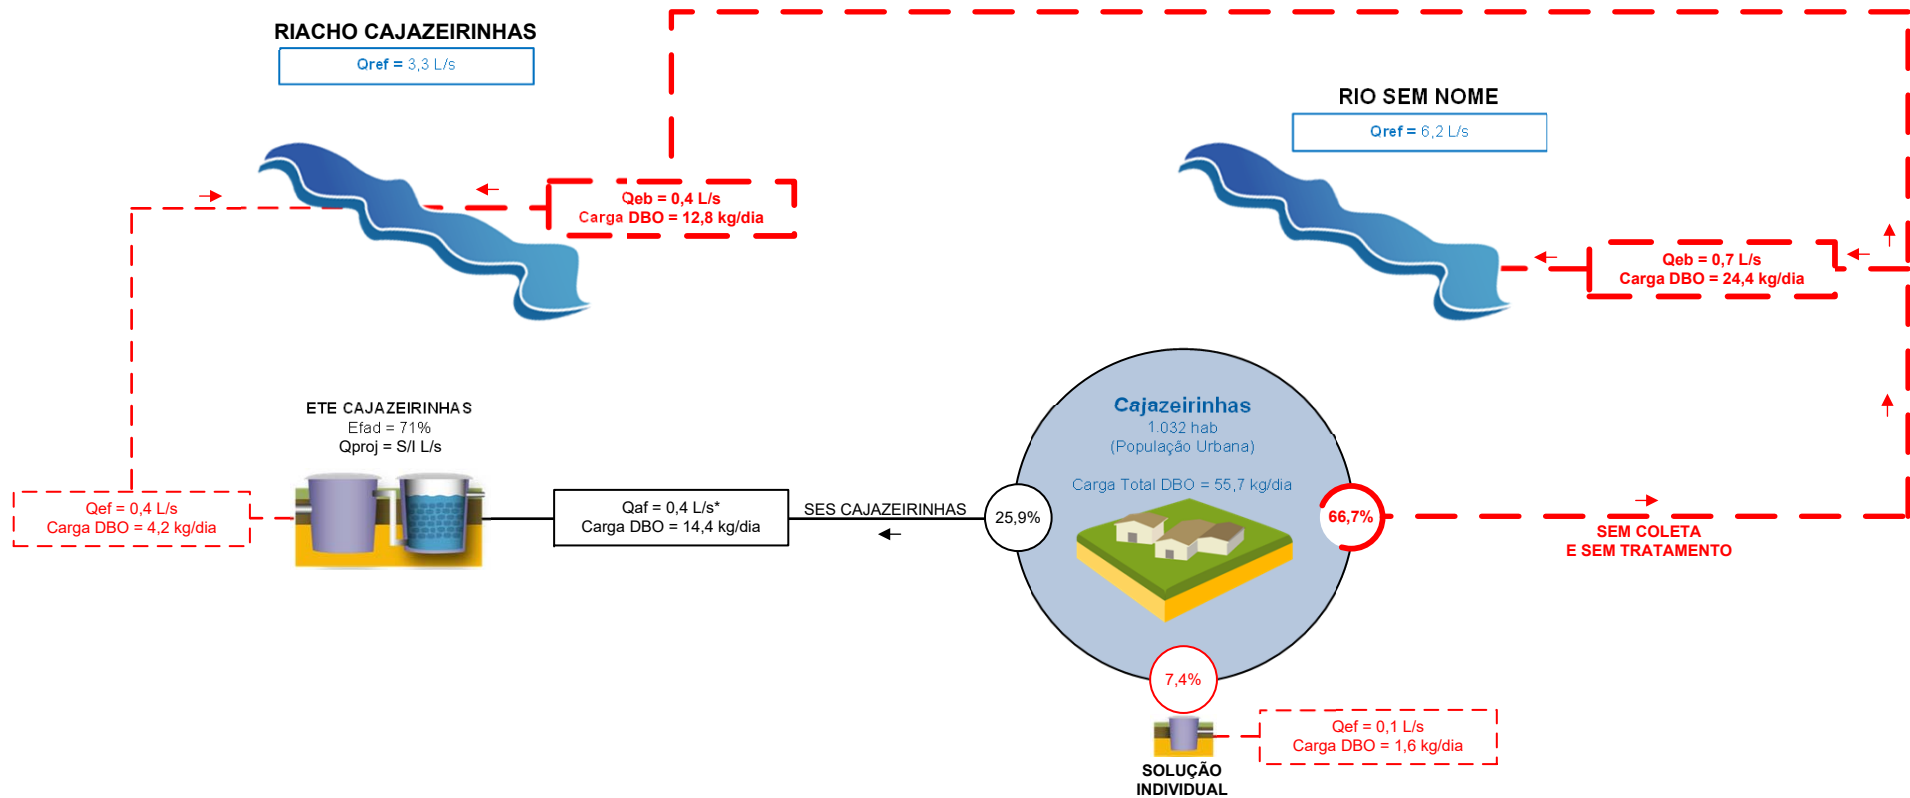 RIACHO CAJAZEIRINHAS
Qref = 3,3 L/s
RIO SEM NOME
Qref = 6,2 L/s
Qeb = 0,4 L/s
Carga DBO = 12,8 kg/dia
Qeb = 0,7 L/s
Carga DBO = 24,4 kg/dia
ETE CAJAZEIRINHAS
Efad = 71%
Qproj = S/I L/s
Cajazeirinhas
1.032 hab
(População Urbana)
Carga Total DBO = 55,7 kg/dia
Qef = 0,4 L/s
Carga DBO = 4,2 kg/dia
Qaf = 0,4 L/s*
Carga DBO = 14,4 kg/dia
SES CAJAZEIRINHAS
25,9%
66,7%
SEM COLETA
E SEM TRATAMENTO
7,4%
Qef = 0,1 L/s
Carga DBO = 1,6 kg/dia
SOLUÇÃO
INDIVIDUAL